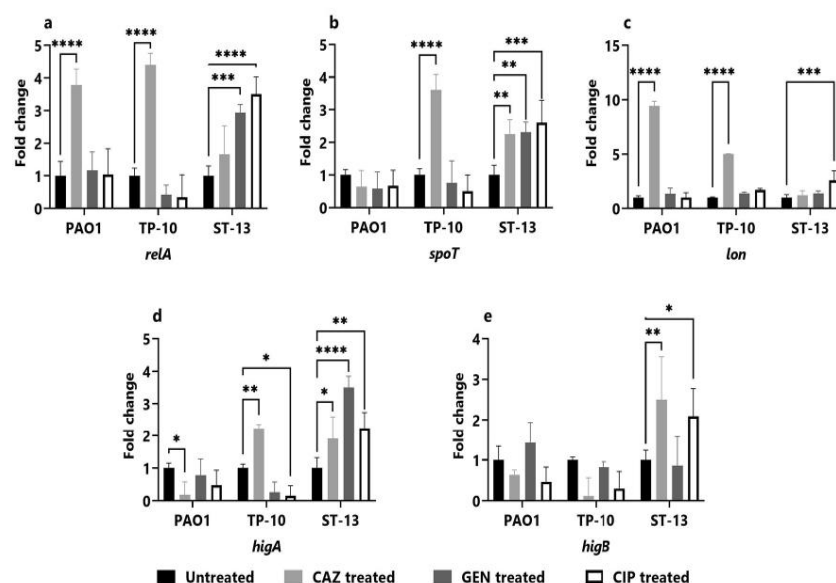 a
Fold change
5
4
3
2
1
0
**** **** *** ****
PAO1 TP-10 ST-13
relA
b
Fold change
5
4
3
2
1
0
**** ** ** ***
PAO1 TP-10 ST-13
spoT
c
Fold change
15
10
5
0
**** **** ***
PAO1 TP-10 ST-13
lon
d
Fold change
5
4
3
2
1
0
* ** * * **** **
PAO1 TP-10 ST-13
higA
e
Fold change
4
3
2
1
0
** *
PAO1 TP-10 ST-13
higB
Untreated CAZ treated GEN treated CIP treated